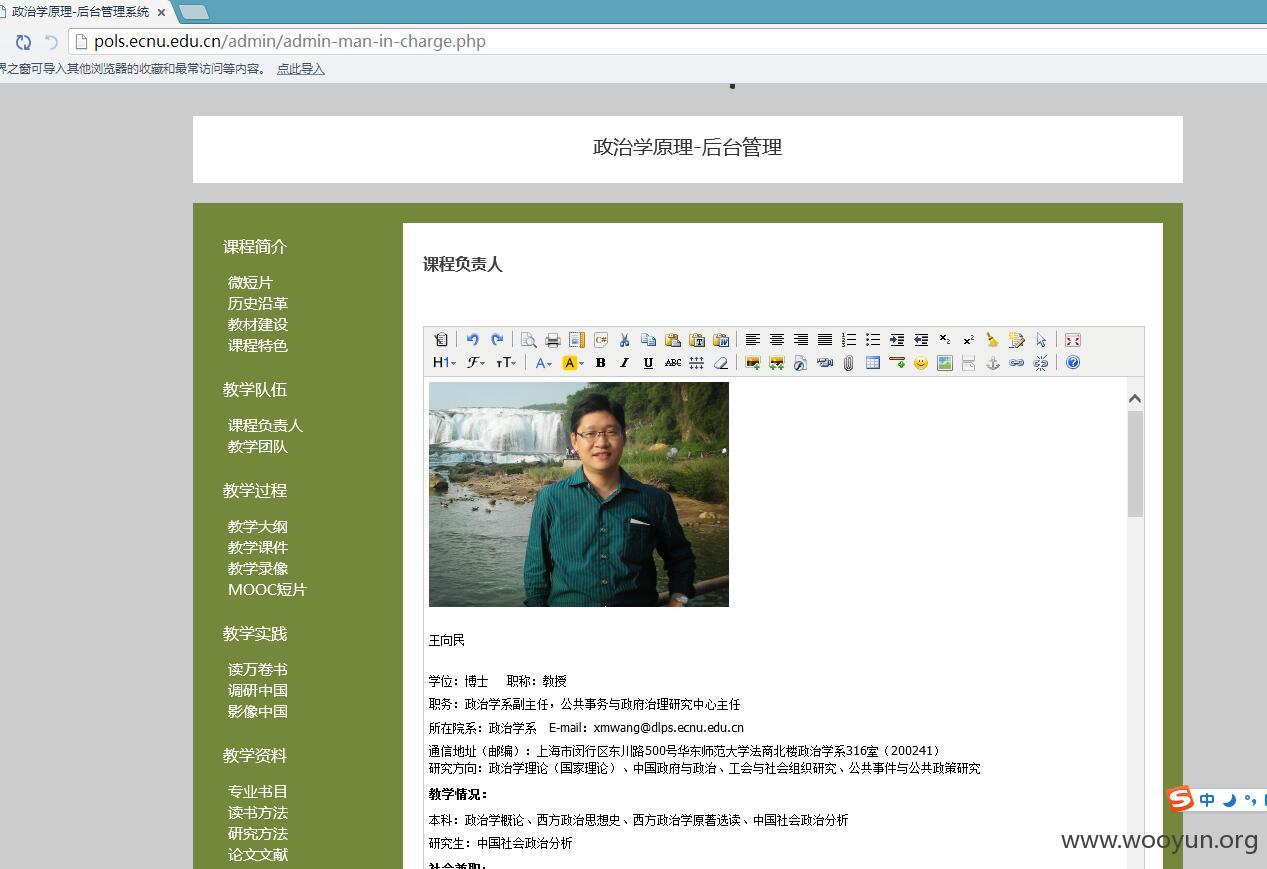 政治学原理-后台管理系统
pols.ecnu.edu.cn/admin/admin-man-in-charge.php
界之窗可导入其他浏览器的收藏和最常访问等内容。 点此导入
政治学原理-后台管理
课程简介
微短片
历史沿革
教材建设
课程特色
教学队伍
课程负责人
教学团队
教学过程
教学大纲
教学课件
教学录像
MOOC短片
教学实践
读万卷书
调研中国
影像中国
教学资料
专业书目
读书方法
研究方法
论文文献
课程负责人
王向民
学位：博士 职称：教授
职务：政治学系副主任，公共事务与政府治理研究中心主任
所在院系：政治学系 E-mail：xmwang@dlps.ecnu.edu.cn
通信地址（邮编）：上海市闵行区东川路500号华东师范大学法商北楼政治学系316室（200241）
研究方向：政治学理论（国家理论）、中国政府与政治、工会与社会组织研究、公共事件与公共政策研究
教学情况：
本科：政治学概论、西方政治思想史、西方政治学原著选读、中国社会政治分析
研究生：中国社会政治分析
社会兼职：
中
www.wooyun.org